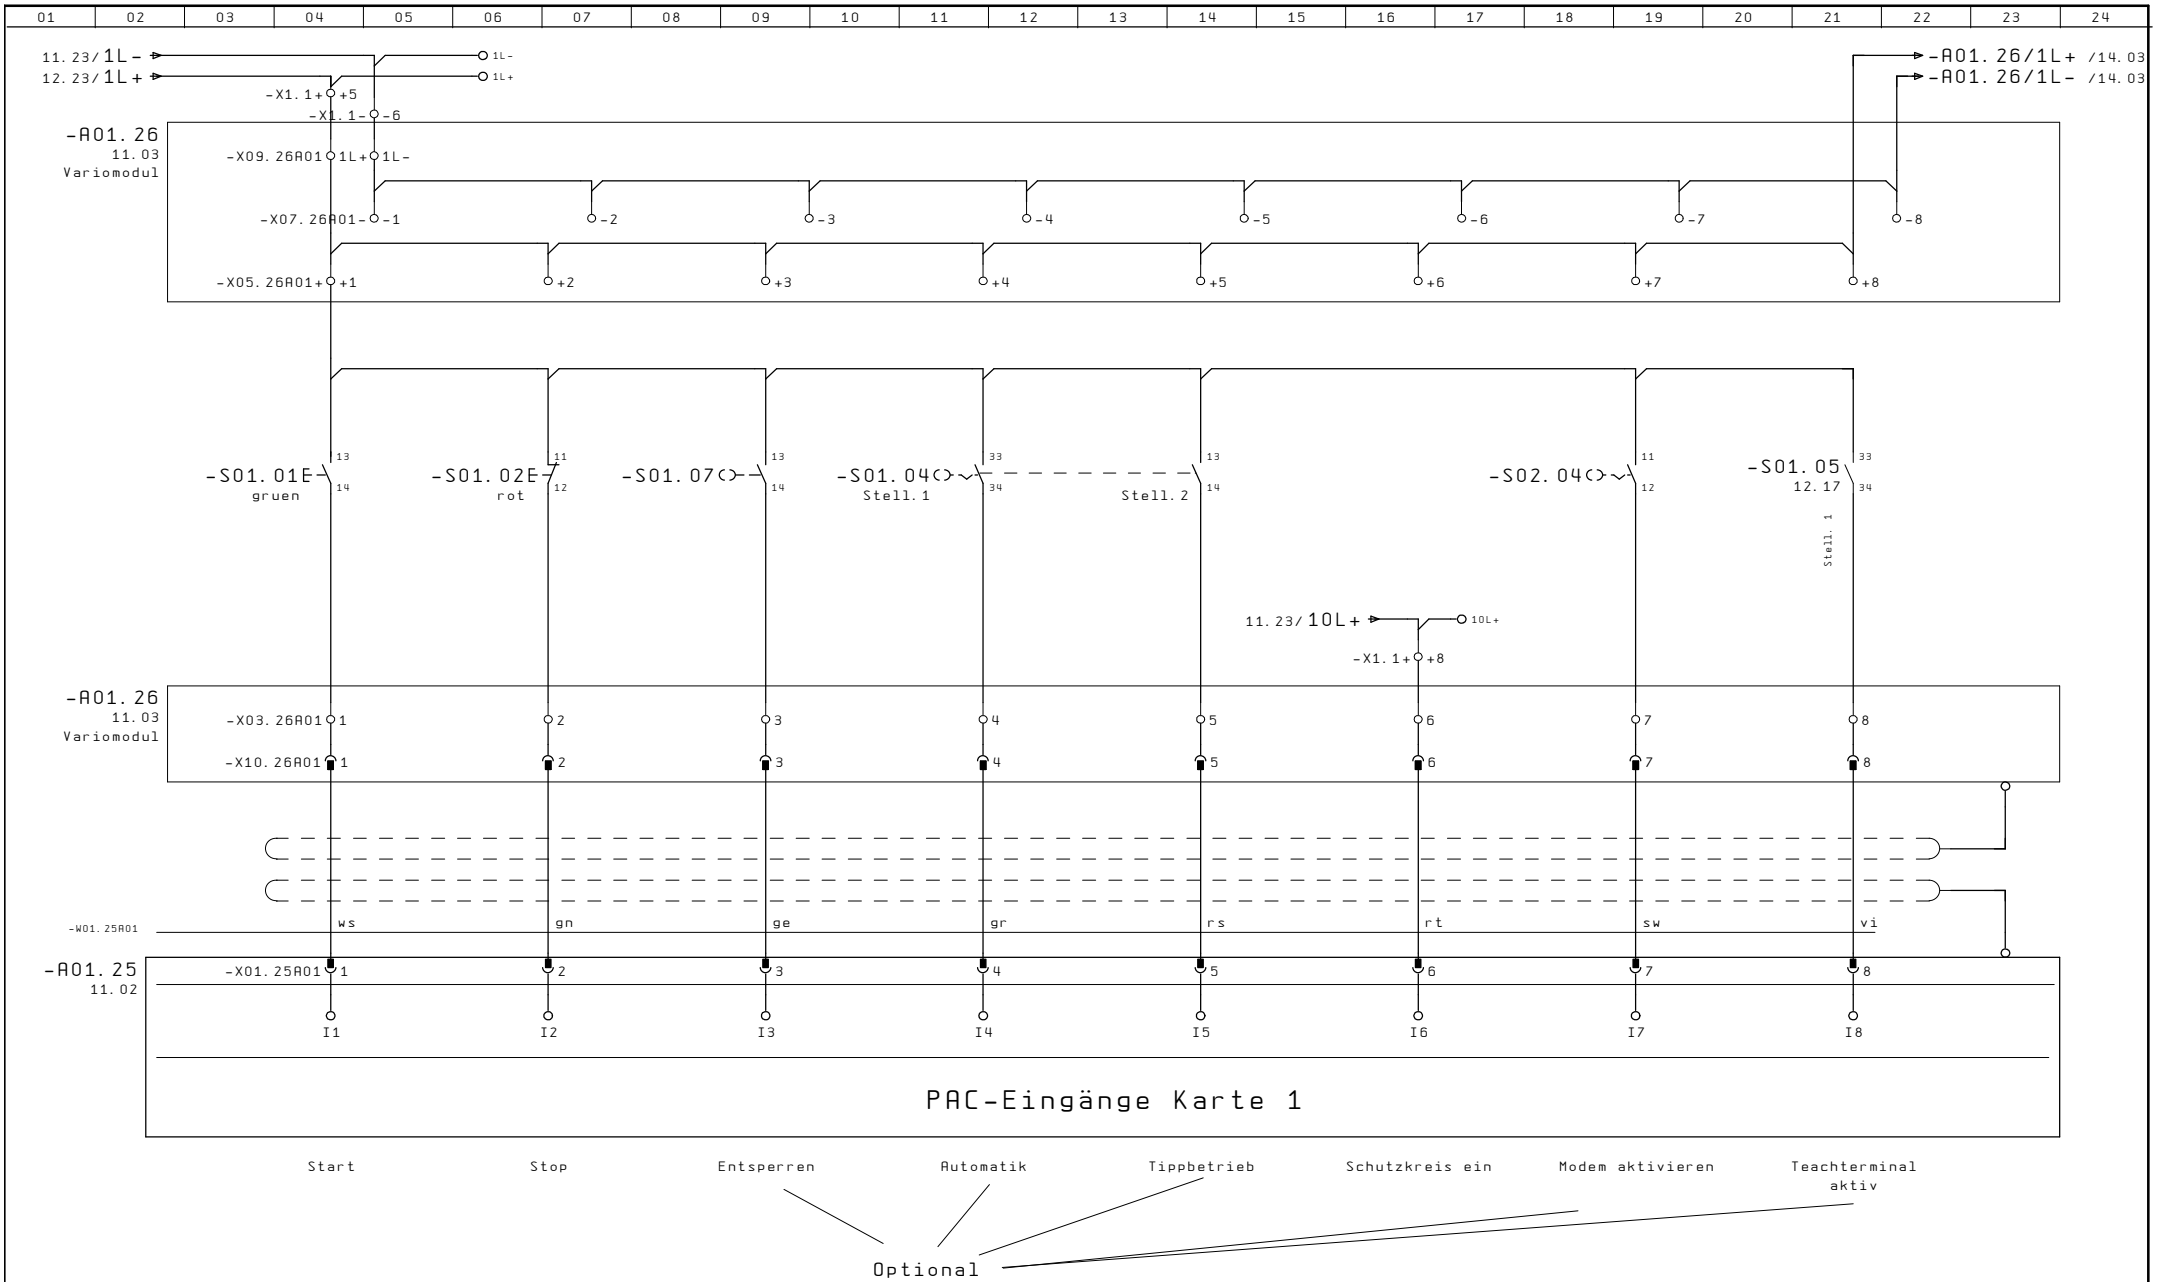 01 02 03 04 05 06 07 08 09 10 11 12 13 14 15 16 17 18 19 20 21 22 23 24
11.23/1L- 1L- -A01.26/1L+ /14.03
12.23/1L+ 1L+ -A01.26/1L- /14.03
-X1.1+ +5
-X1.1- -6
-A01.26
11.03
Variomodul
-X09.26A01 1L+ 1L-
-X07.26A01- -1 -2 -3 -4 -5 -6 -7 -8
-X05.26A01+ +1 +2 +3 +4 +5 +6 +7 +8
13 11 13 33 13 11 33
-S01.01E -S01.02E -S01.07 -S01.04 -S02.04 -S01.05
14 12 14 34 14 12 12.17 34
gruen rot Stell.1 Stell.2
Stell. 1
11.23/10L+ 10L+
-X1.1+ +8
-A01.26
11.03
Variomodul
-X03.26A01 1 2 3 4 5 6 7 8
-X10.26A01 1 2 3 4 5 6 7 8
ws gn ge gr rs rt sw vi
-W01.25A01
-A01.25
11.02
-X01.25A01 1 2 3 4 5 6 7 8
I1 I2 I3 I4 I5 I6 I7 I8
PAC-Eingänge Karte 1
Start Stop Entsperren Automatik Tippbetrieb Schutzkreis ein Modem aktivieren Teachterminal
aktiv
Optional